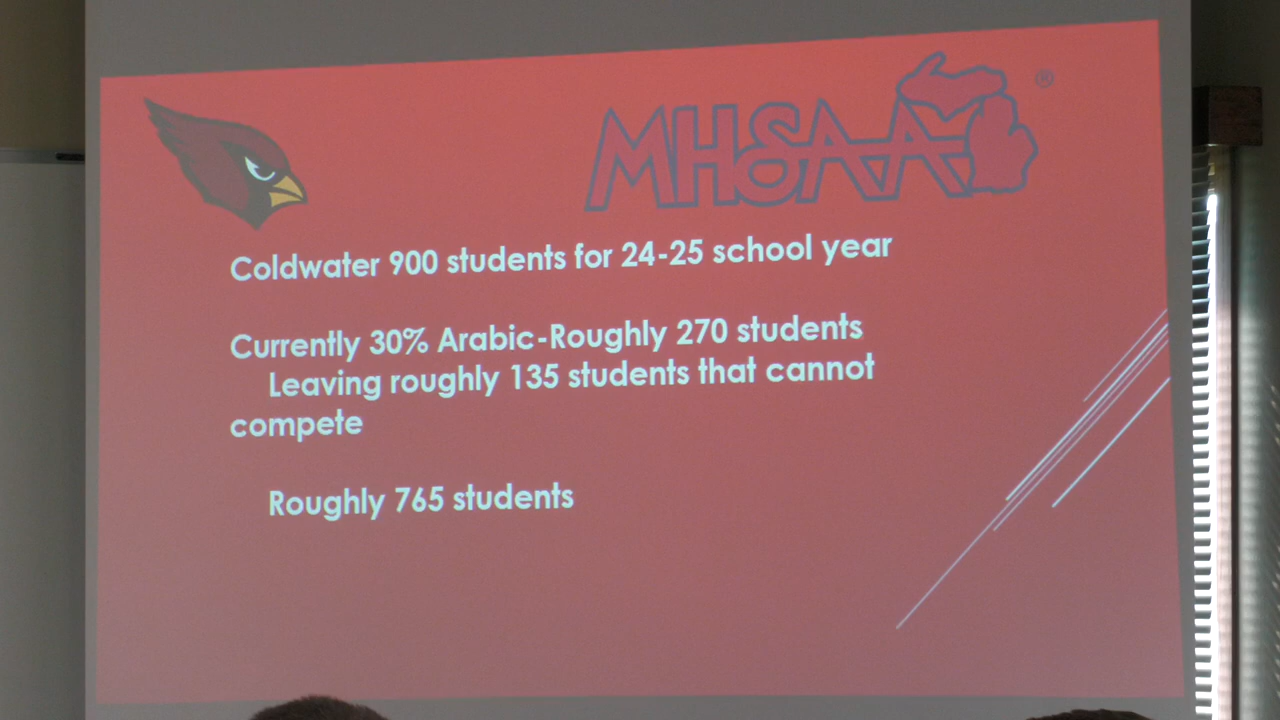 MHSAA ®
Coldwater 900 students for 24-25 school year
Currently 30% Arabic-Roughly 270 students
Leaving roughly 135 students that cannot
compete
Roughly 765 students